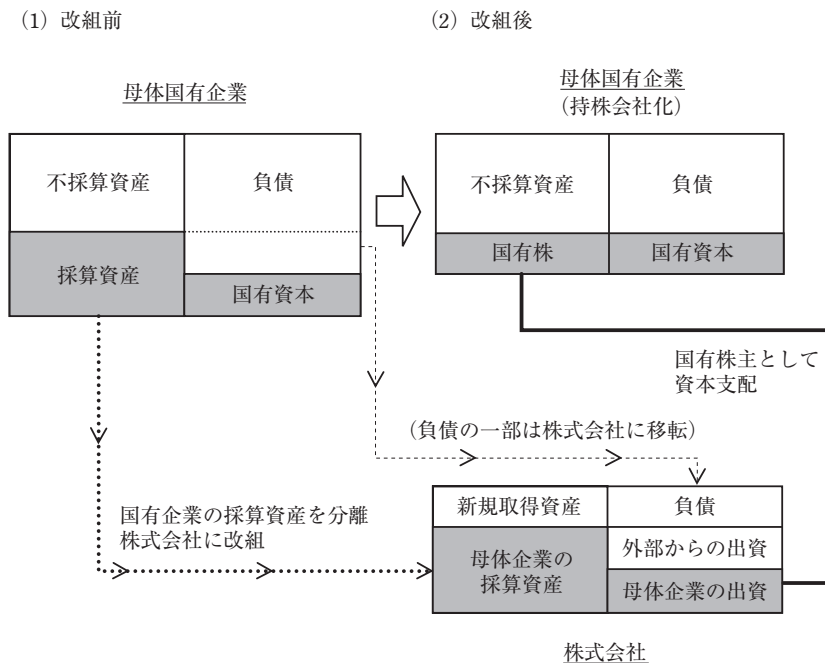 (1) 改組前
(2) 改組後
母体国有企業
母体国有企業
(持株会社化)
不採算資産
負債
採算資産
国有資本
不採算資産
負債
国有株
国有資本
国有株主として
資本支配
(負債の一部は株式会社に移転)
国有企業の採算資産を分離
株式会社に改組
新規取得資産
負債
母体企業の
採算資産
外部からの出資
母体企業の出資
株式会社